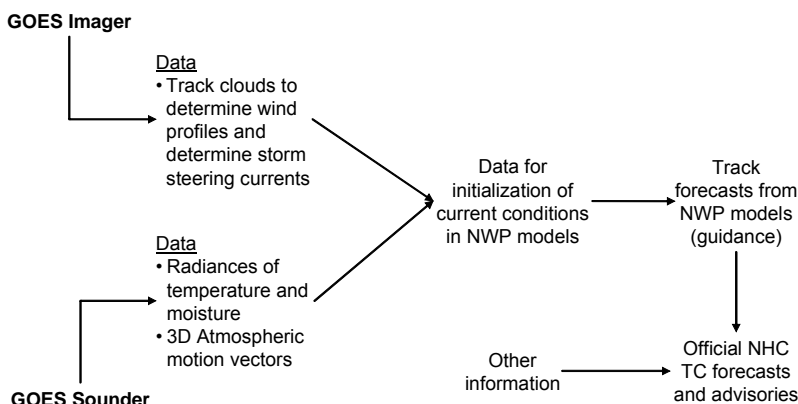 GOES Imager
Data
• Track clouds to
determine wind
profiles and
determine storm
steering currents
Data
• Radiances of
temperature and
moisture
• 3D Atmospheric
motion vectors
GOES Sounder
Data for
initialization of
current conditions
in NWP models
Track
forecasts from
NWP models
(guidance)
Other
information
Official NHC
TC forecasts
and advisories